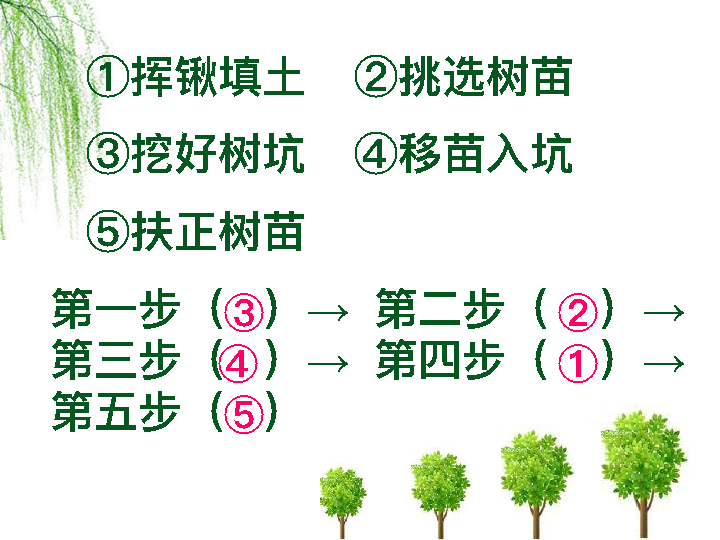 ①挥锹填土 ②挑选树苗
③挖好树坑 ④移苗入坑
⑤扶正树苗
第一步（③）→ 第二步（②）→
第三步（④）→ 第四步（①）→
第五步（⑤）